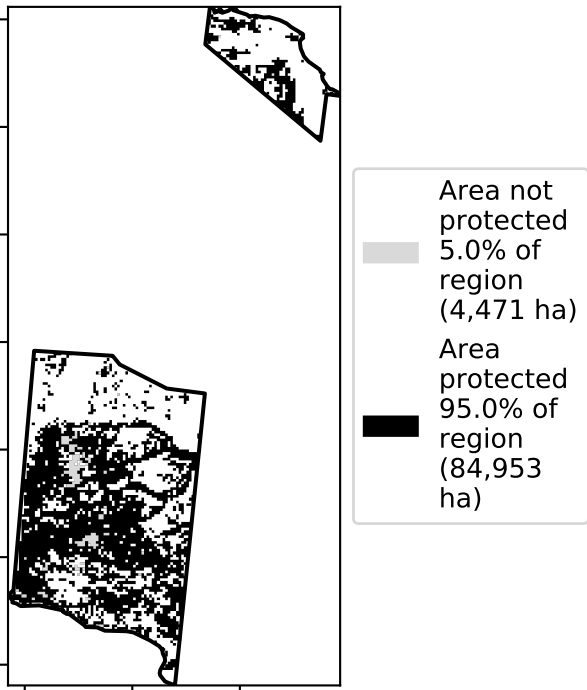 Area not
protected
5.0% of
region
(4,471 ha)
Area
protected
95.0% of
region
(84,953
ha)